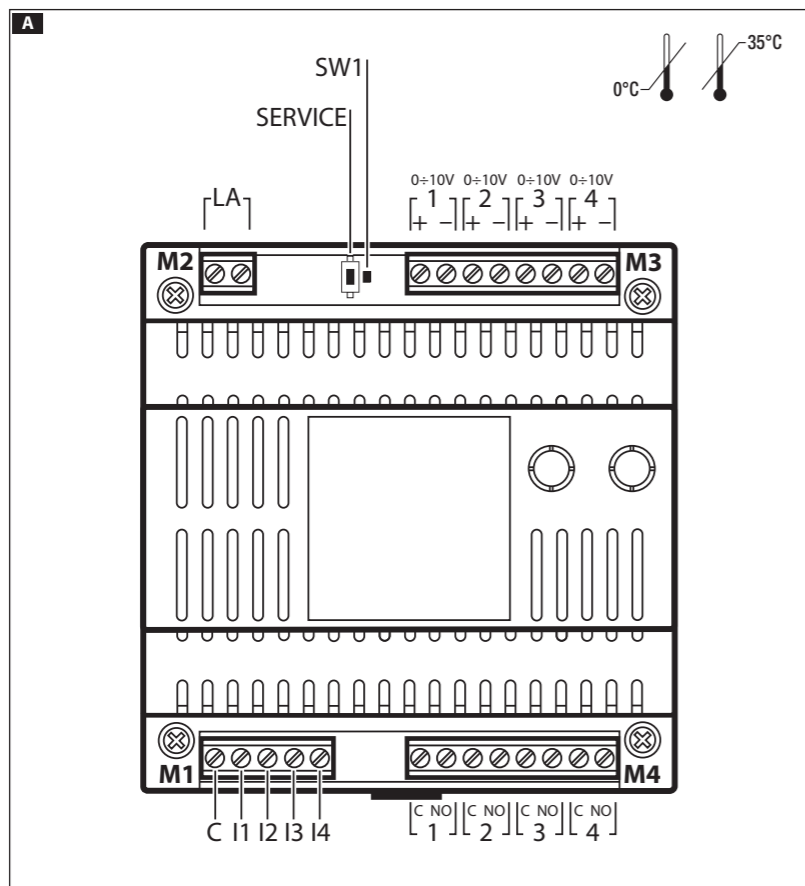 A
SW1
35°C
0°C
SERVICE
LA
0÷10V 0÷10V 0÷10V 0÷10V
1 2 3 4
+ − + − + − + −
M2 M3
M1 M4
C I1 I2 I3 I4
C NO C NO C NO C NO
1 2 3 4